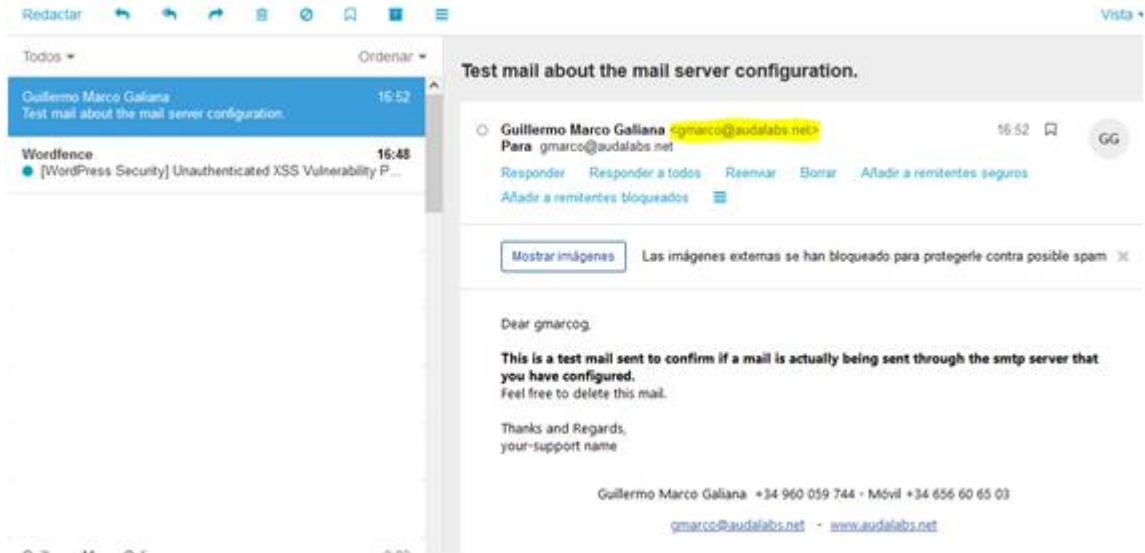 Redactar
Vista
Todos
Ordenar
Guillermo Marco Galiana 16:52
Test mail about the mail server configuration.
Wordfence 16:48
[WordPress Security] Unauthenticated XSS Vulnerability P...
Test mail about the mail server configuration.
Guillermo Marco Galiana <gmarco@audalabs.net> 16:52
GG
Para gmarco@audalabs.net
Responder Responder a todos Reenviar Borrar Añadir a remitentes seguros
Añadir a remitentes bloqueados
Mostrar imágenes Las imágenes externas se han bloqueado para protegerle contra posible spam
Dear gmarcog,
This is a test mail sent to confirm if a mail is actually being sent through the smtp server that
you have configured.
Feel free to delete this mail.
Thanks and Regards,
your-support name
Guillermo Marco Galiana +34 960 059 744 - Móvil +34 656 60 65 03
gmarco@audalabs.net - www.audalabs.net